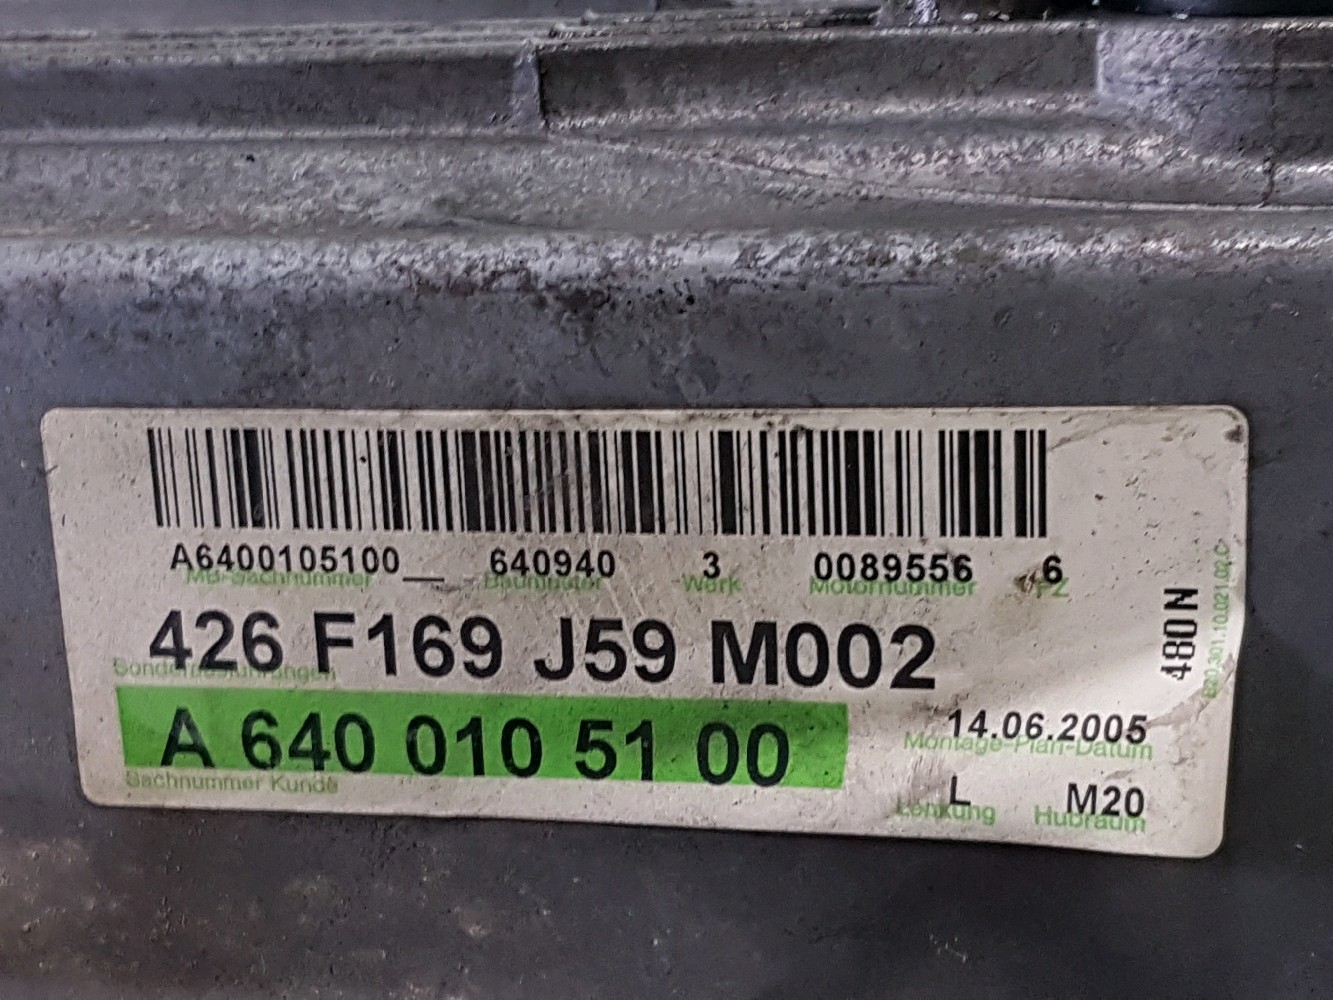 A6400105100__ 640940 3 0089556 6
MB-Sachnummer Baumuster Werk Motornummer PZ
426 F169 J59 M002
Sonderausführungen
A 640 010 51 00
Sachnummer Kunde
14.06.2005
Montage-Plan-Datum
L M20
Lenkung Hubraum
480N